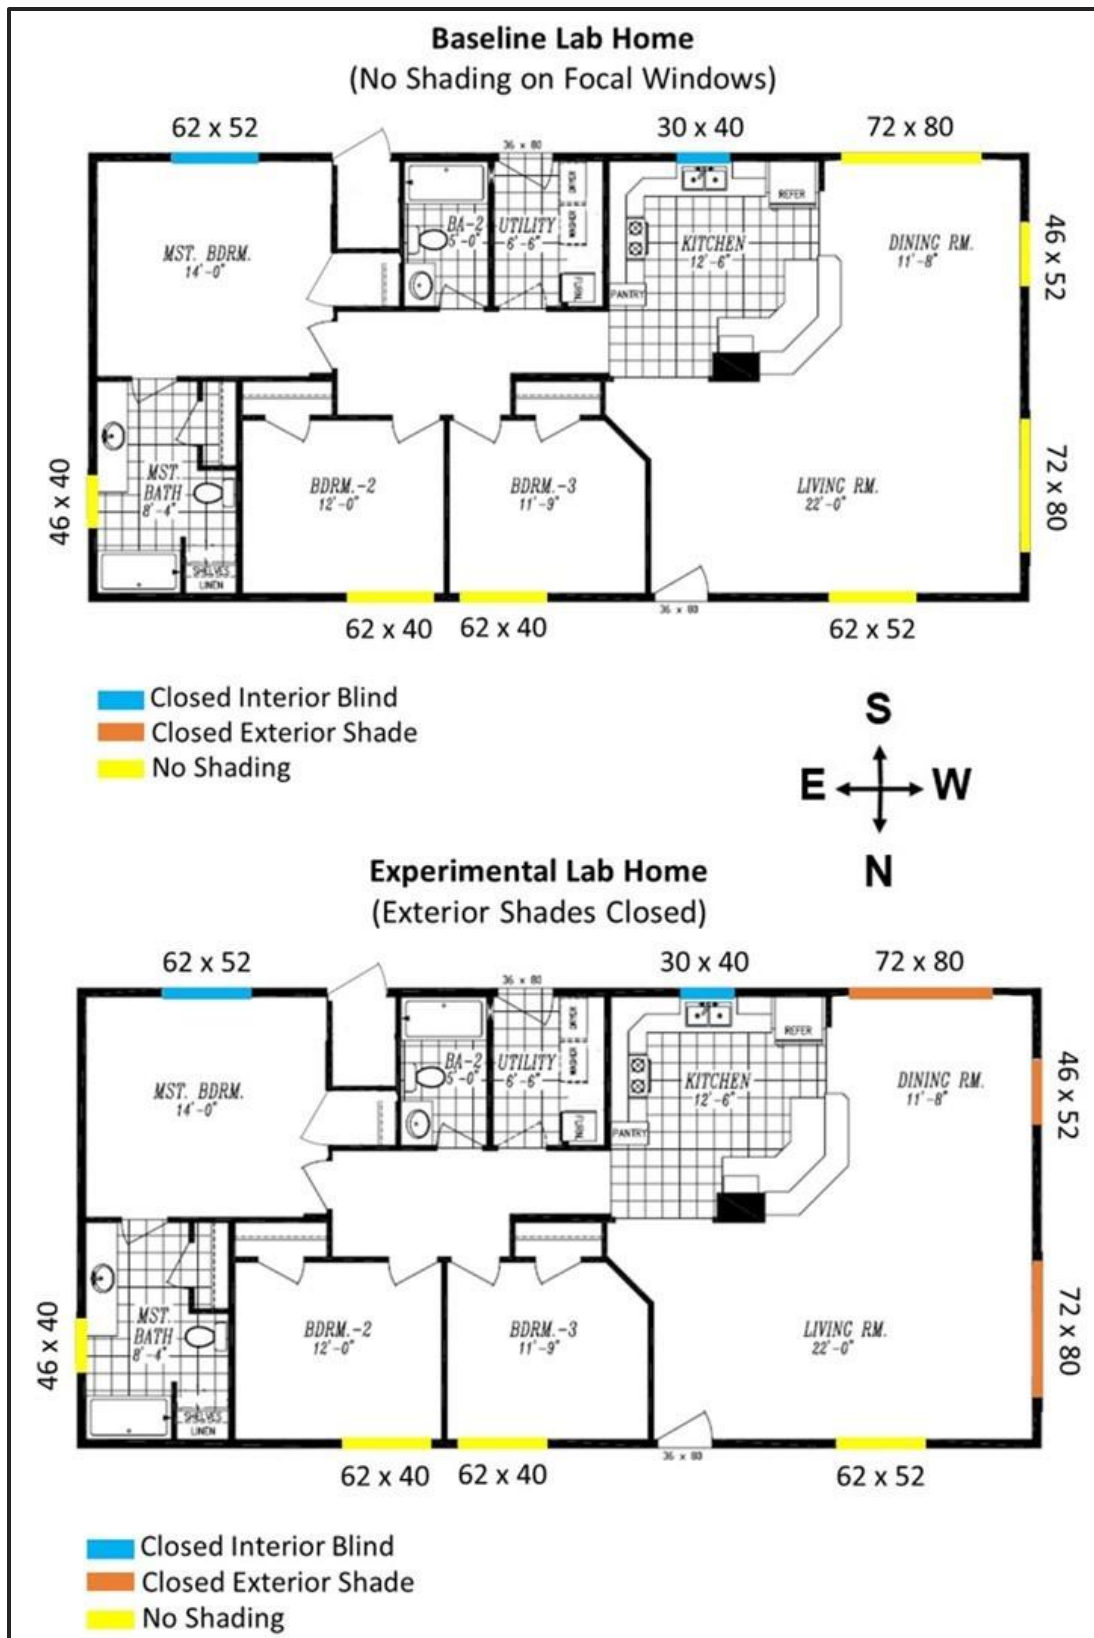 Baseline Lab Home
(No Shading on Focal Windows)
62 x 52
30 x 40
72 x 80
36 x 80
MST. BDRM.
14'-0"
BA-2
5'-0"
UTILITY
6'-6"
DRYER
WASHER
FURN.
KITCHEN
12'-6"
REFER
PANTRY
DINING RM.
11'-8"
46 x 52
MST.
BATH
8'-4"
46 x 40
SHELVES
LINEN
BDRM.-2
12'-0"
BDRM.-3
11'-9"
LIVING RM.
22'-0"
72 x 80
36 x 80
62 x 40
62 x 40
62 x 52
Closed Interior Blind
Closed Exterior Shade
No Shading
S
E
W
N
Experimental Lab Home
(Exterior Shades Closed)
62 x 52
30 x 40
72 x 80
36 x 80
MST. BDRM.
14'-0"
BA-2
5'-0"
UTILITY
6'-6"
DRYER
WASHER
FURN.
KITCHEN
12'-6"
REFER
PANTRY
DINING RM.
11'-8"
46 x 52
MST.
BATH
8'-4"
46 x 40
SHELVES
LINEN
BDRM.-2
12'-0"
BDRM.-3
11'-9"
LIVING RM.
22'-0"
72 x 80
36 x 80
62 x 40
62 x 40
62 x 52
Closed Interior Blind
Closed Exterior Shade
No Shading